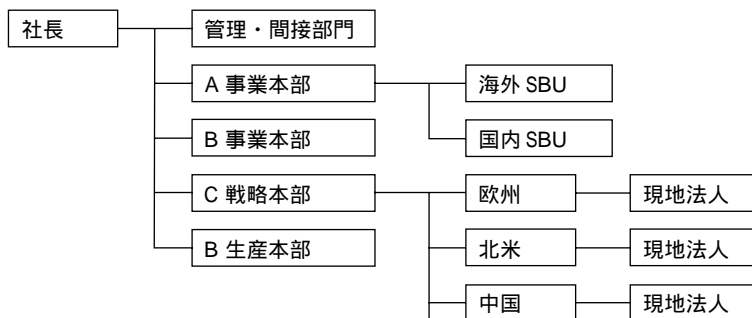 社長
管理・間接部門
A 事業本部
海外 SBU
B 事業本部
国内 SBU
C 戦略本部
欧州
現地法人
B 生産本部
北米
現地法人
中国
現地法人